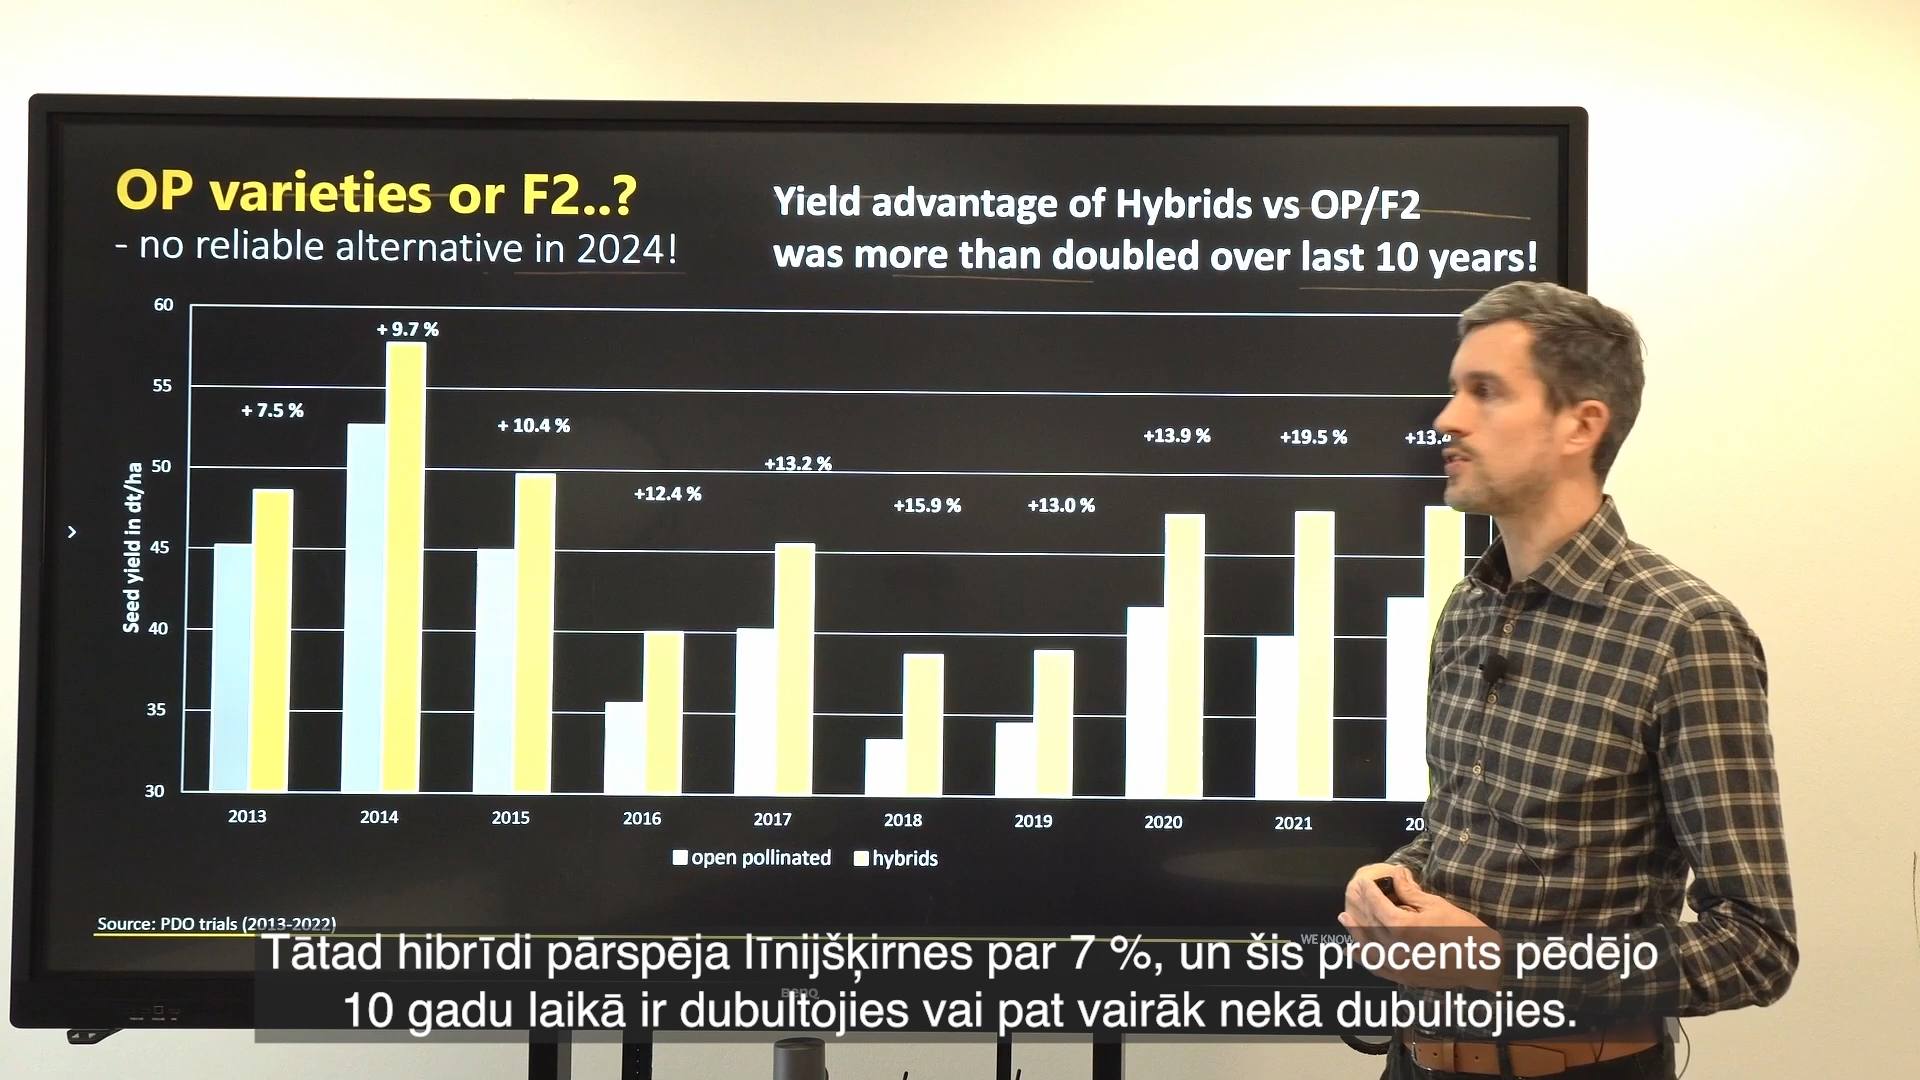 OP varieties or F2..?
- no reliable alternative in 2024!
Yield advantage of Hybrids vs OP/F2
was more than doubled over last 10 years!
Seed yield in dt/ha
60
55
50
45
40
35
30
+ 7.5 %
+ 9.7 %
+ 10.4 %
+12.4 %
+13.2 %
+15.9 %
+13.0 %
+13.9 %
+19.5 %
2013
2014
2015
2016
2017
2018
2019
2020
2021
open pollinated
hybrids
Source: PDO trials (2013-2022)
WE KNOW
BenQ
Tātad hibrīdi pārspēja līnijšķirnes par 7 %, un šis procents pēdējo
10 gadu laikā ir dubultojies vai pat vairāk nekā dubultojies.